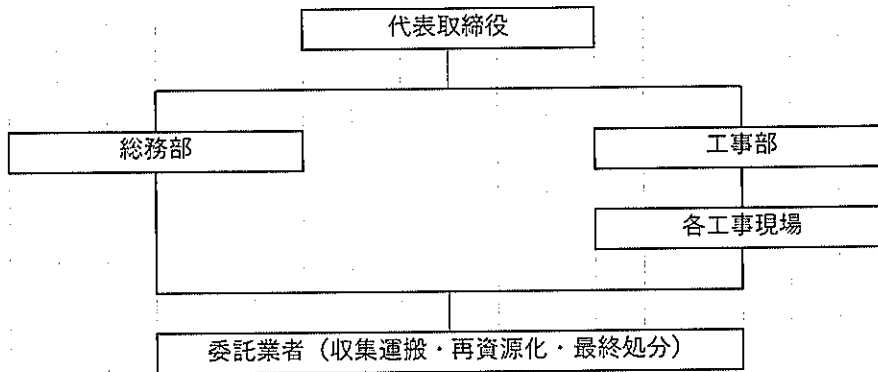 代表取締役
総務部
工事部
各工事現場
委託業者（収集運搬・再資源化・最終処分）